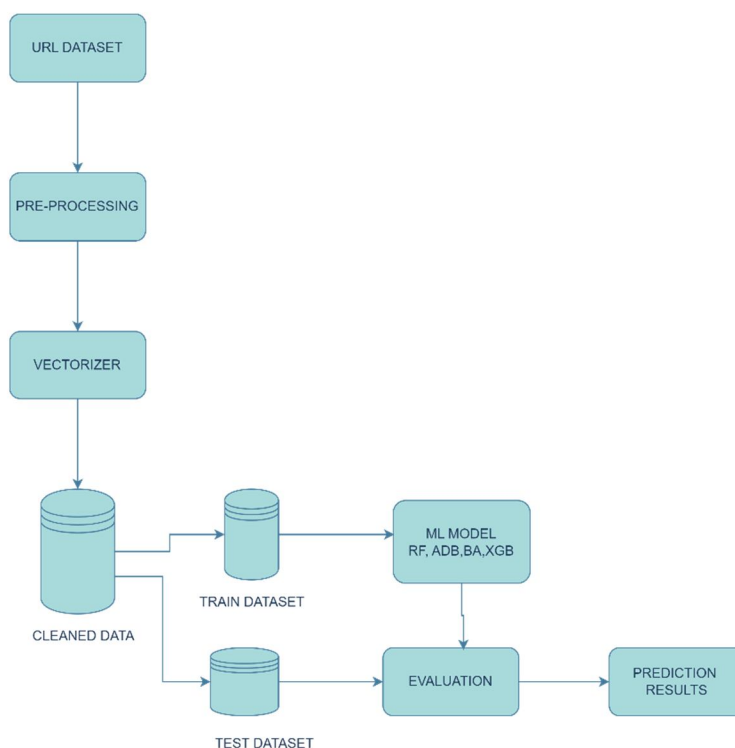 URL DATASET
PRE-PROCESSING
VECTORIZER
CLEANED DATA
TRAIN DATASET
ML MODEL
RF, ADB,BA,XGB
TEST DATASET
EVALUATION
PREDICTION
RESULTS